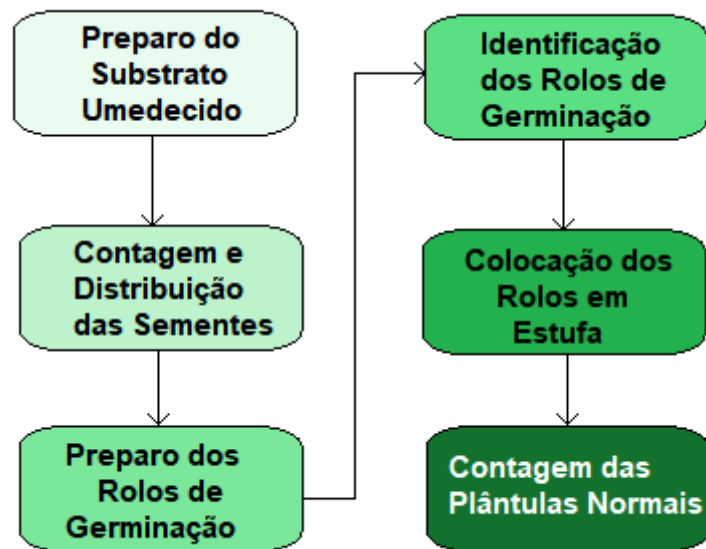 Preparo do
Substrato
Umedecido
Contagem e
Distribuição
das Sementes
Preparo dos
Rolos de
Germinação
Identificação
dos Rolos de
Germinação
Colocação dos
Rolos em
Estufa
Contagem das
Plântulas Normais